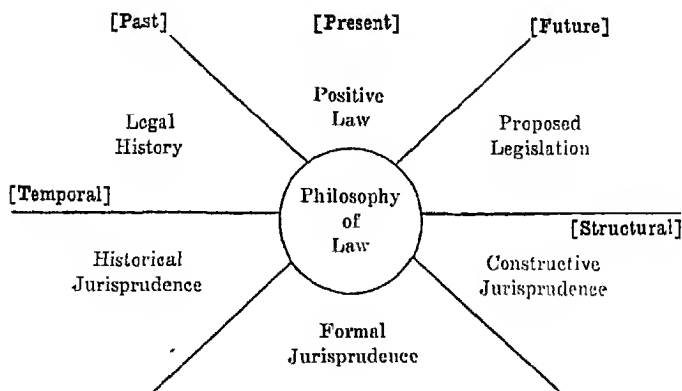 [Past]
[Present]
[Future]
Positive
Law
Legal
History
Proposed
Legislation
[Temporal]
Philosophy
of
Law
[Structural]
Historical
Jurisprudence
Constructive
Jurisprudence
Formal
Jurisprudence